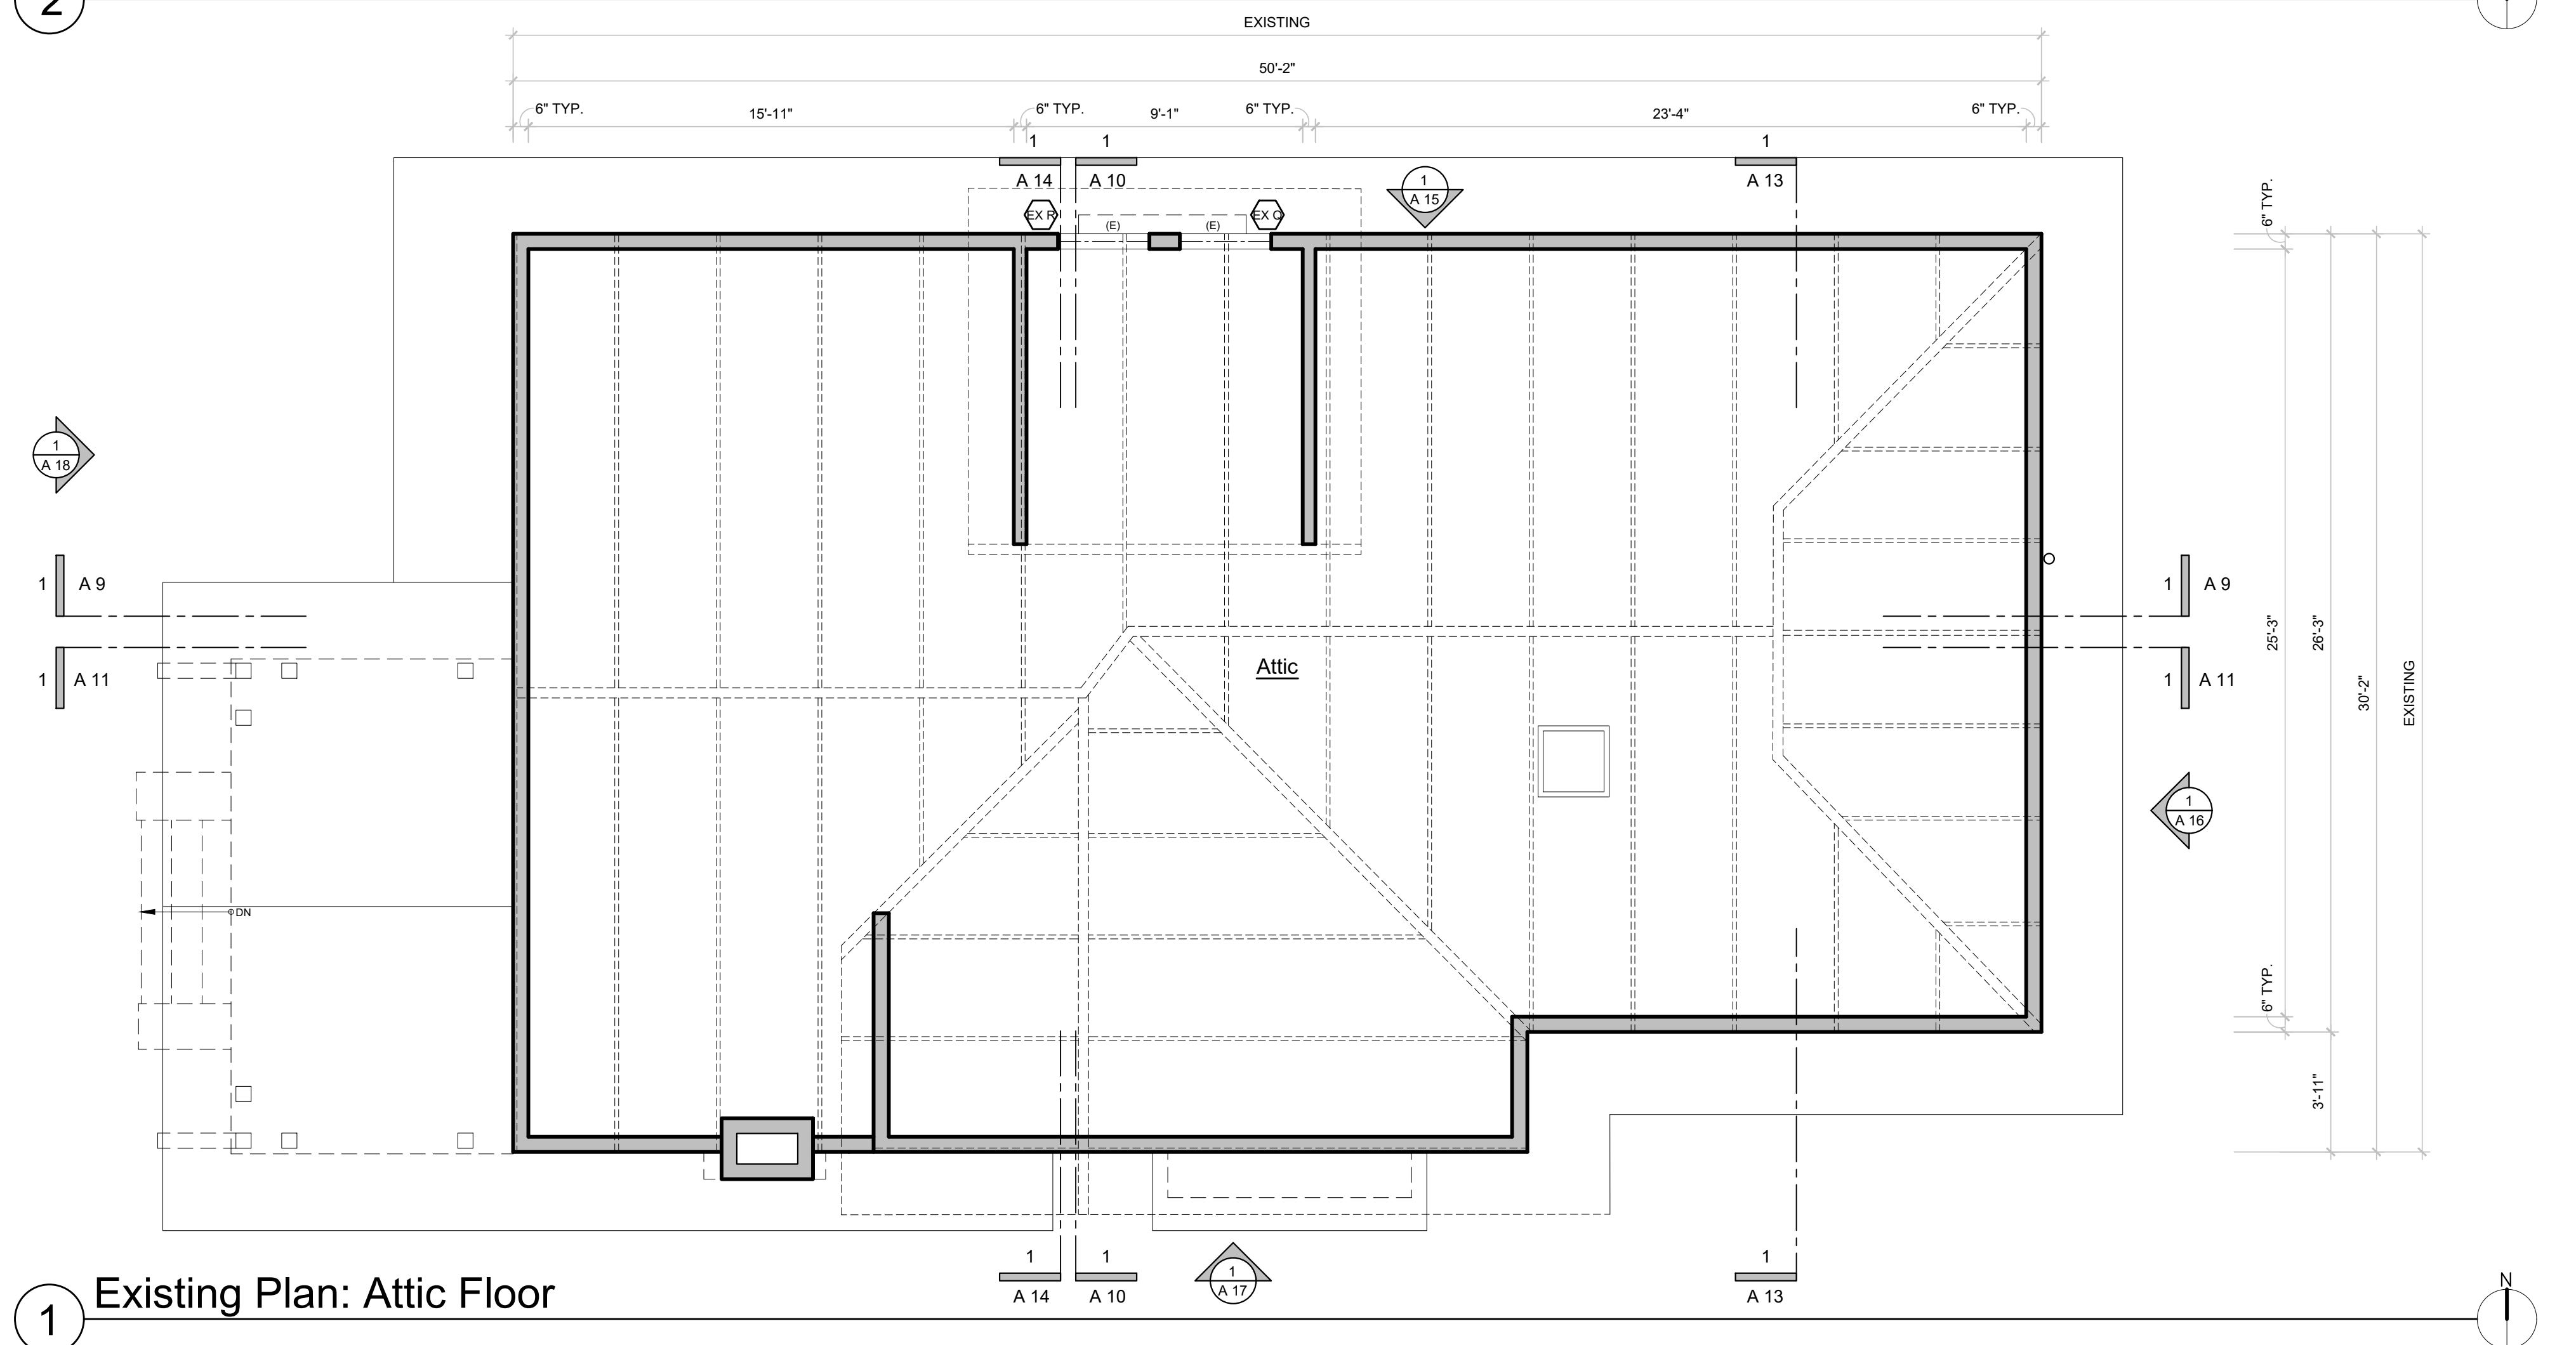 2
EXISTING
50'-2"
6" TYP.
15'-11"
6" TYP.
9'-1"
6" TYP.
23'-4"
6" TYP.
1
1
1
A 14
A 10
A 13
1
A 15
EX R
(E)
(E)
EX Q
6" TYP.
1
A 18
1
A 9
1
A 11
1
A 9
1
A 11
25'-3"
26'-3"
30'-2"
EXISTING
Attic
1
A 16
DN
6" TYP.
3'-11"
1
1
1
A 14
A 10
A 13
1
A 17
1
Existing Plan: Attic Floor
N